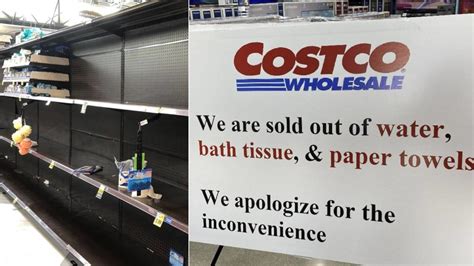 COSTCO
WHOLESALE
We are sold out of water,
bath tissue, & paper towels
We apologize for the
inconvenience